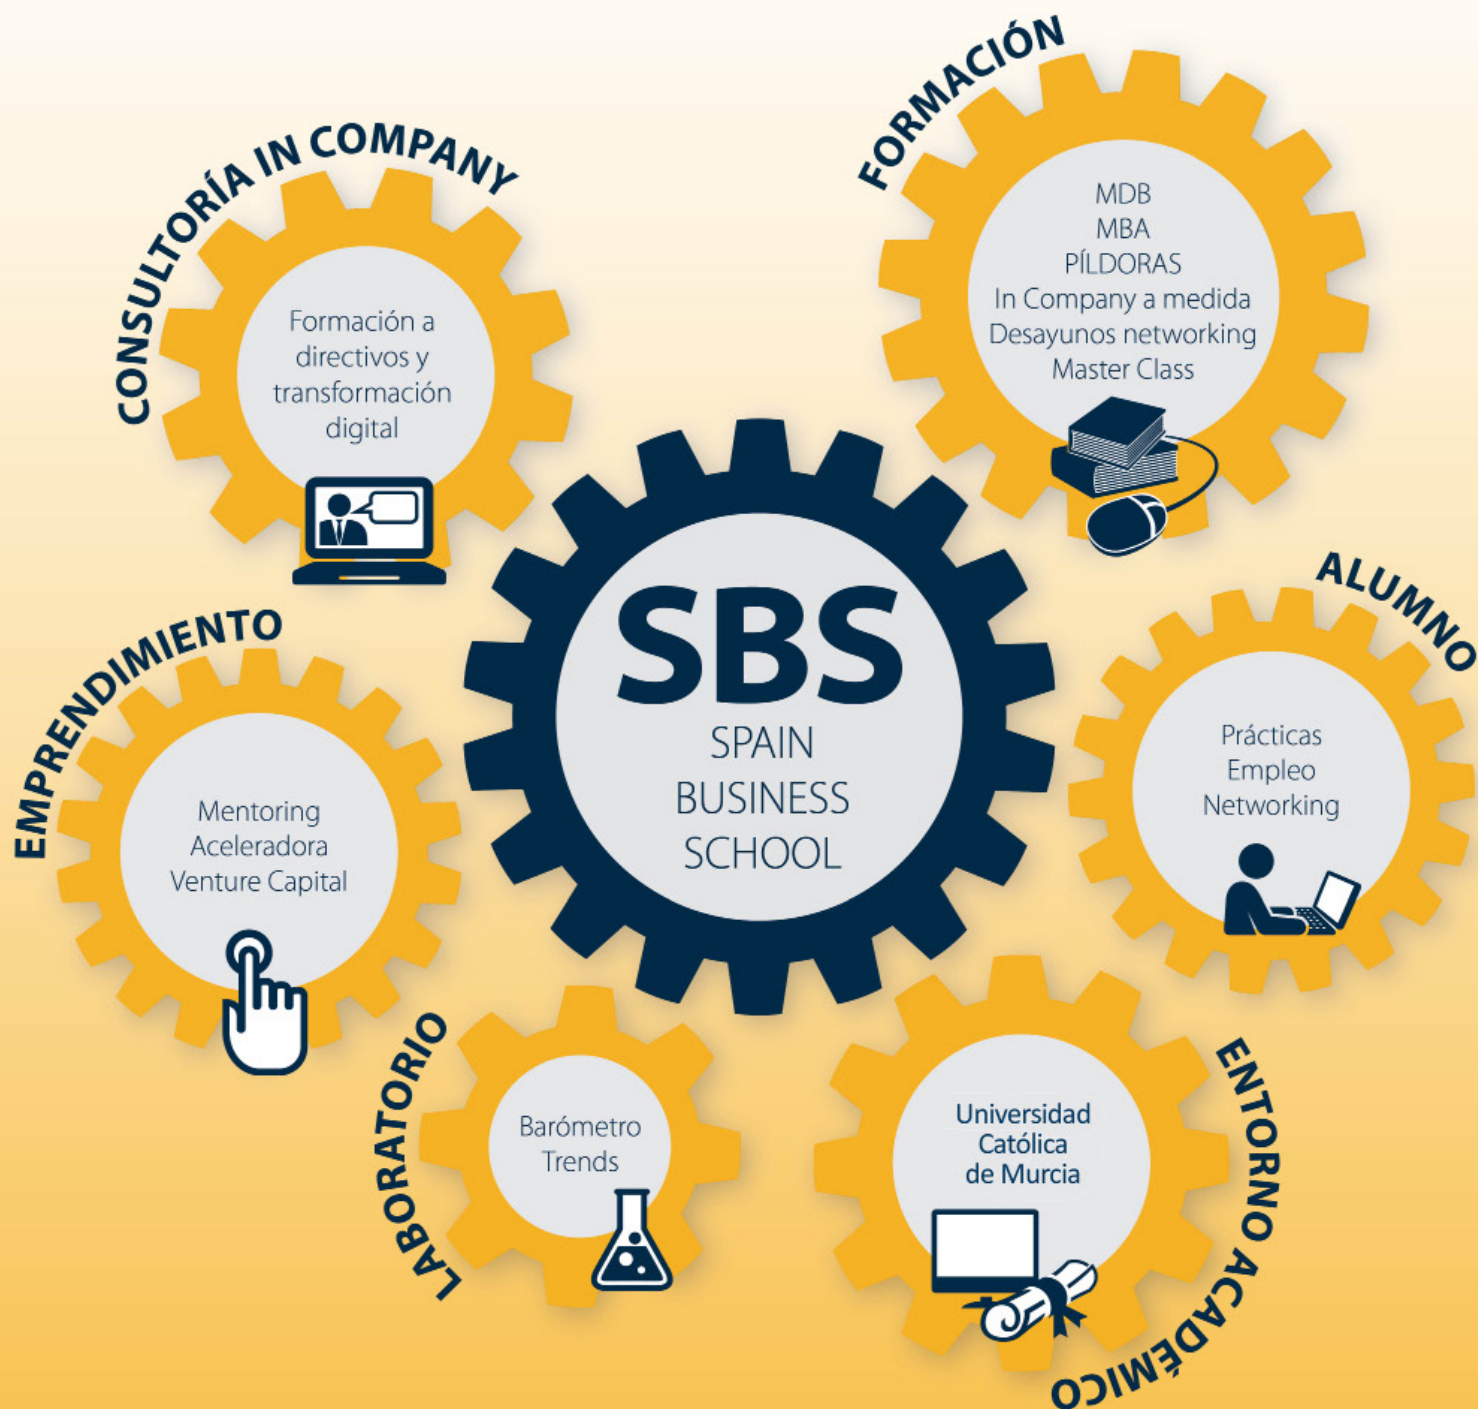 CONSULTORÍA IN COMPANY
Formación a
directivos y
transformación
digital
FORMACIÓN
MDB
MBA
PÍLDORAS
In Company a medida
Desayunos networking
Master Class
SBS
SPAIN
BUSINESS
SCHOOL
EMPRENDIMIENTO
Mentoring
Aceleradora
Venture Capital
ALUMNO
Prácticas
Empleo
Networking
LABORATORIO
Barómetro
Trends
ENTORNO ACADÉMICO
Universidad
Católica
de Murcia